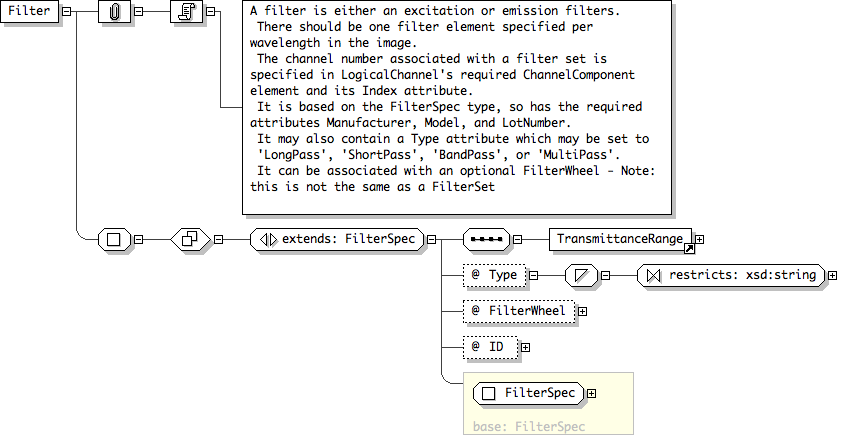 Filter
A filter is either an excitation or emission filters.
There should be one filter element specified per
wavelength in the image.
The channel number associated with a filter set is
specified in LogicalChannel's required ChannelComponent
element and its Index attribute.
It is based on the FilterSpec type, so has the required
attributes Manufacturer, Model, and LotNumber.
It may also contain a Type attribute which may be set to
'LongPass', 'ShortPass', 'BandPass', or 'MultiPass'.
It can be associated with an optional FilterWheel - Note:
this is not the same as a FilterSet
extends: FilterSpec
TransmittanceRange
@ Type
restricts: xsd:string
@ FilterWheel
@ ID
FilterSpec
base: FilterSpec